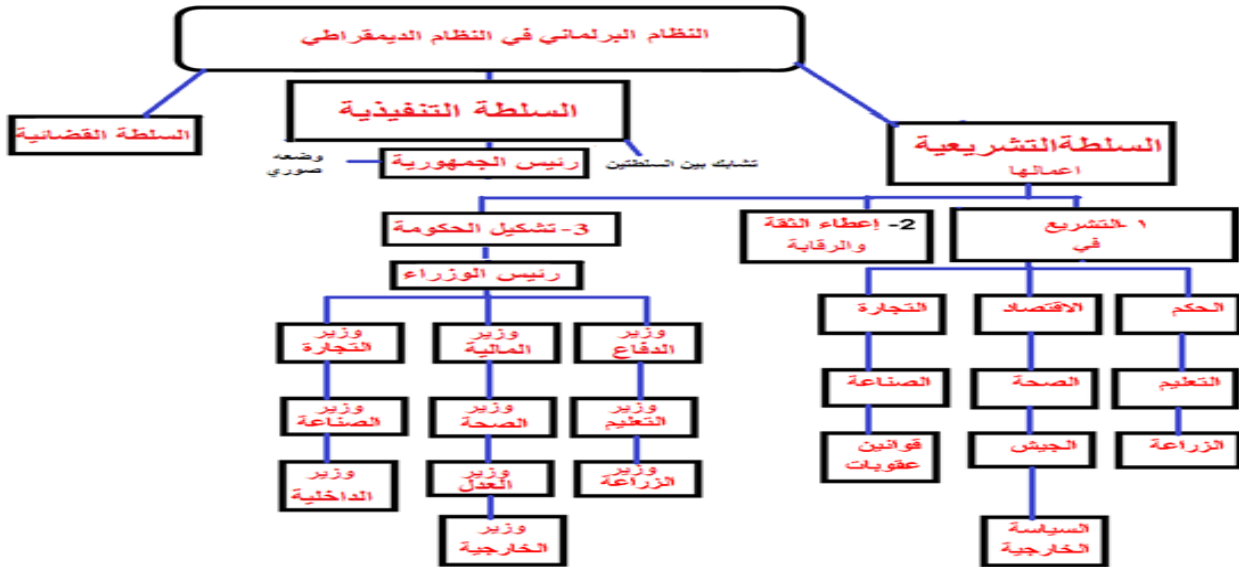 النظام البرلماني في النظام الديمقراطي
السلطة التشريعية
اعمالها
السلطة التنفيذية
السلطة القضائية
تشابك بين السلطتين
رئيس الجمهورية
وضعه
صوري
١-التشريع
في
2- إعطاء الثقة
والرقابة
3- تشكيل الحكومة
رئيس الوزراء
الحكم
الاقتصاد
التجارة
وزير
الدفاع
وزير
المالية
وزير
التجارة
التعليم
الصحة
الصناعة
وزير
التعليم
وزير
الصحة
وزير
الصناعة
الزراعة
الجيش
قوانين
عقوبات
وزير
الزراعة
وزير
العدل
وزير
الداخلية
السياسة
الخارجية
وزير
الخارجية